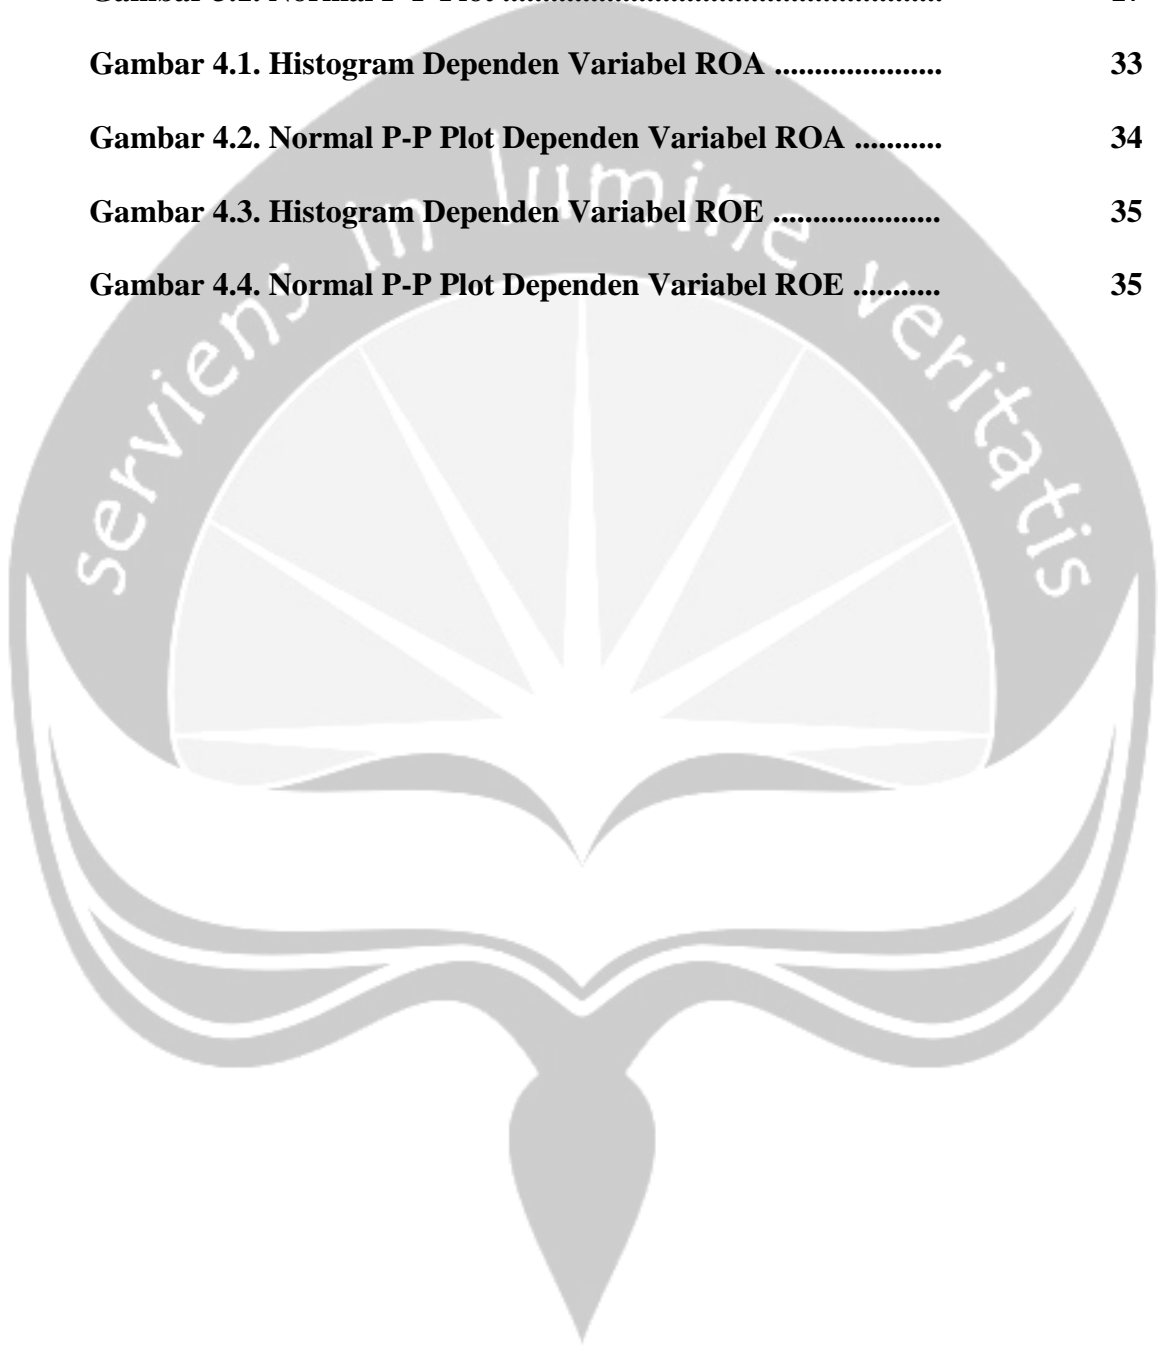 Normal P-P Plot ........................................................
Gambar 4.1. Histogram Dependen Variabel ROA .....................	33
Gambar 4.2. Normal P-P Plot Dependen Variabel ROA ...........	34
Gambar 4.3. Histogram Dependen Variabel ROE .....................	35
Gambar 4.4. Normal P-P Plot Dependen Variabel ROE ...........	35
serviens in lumine veritatis